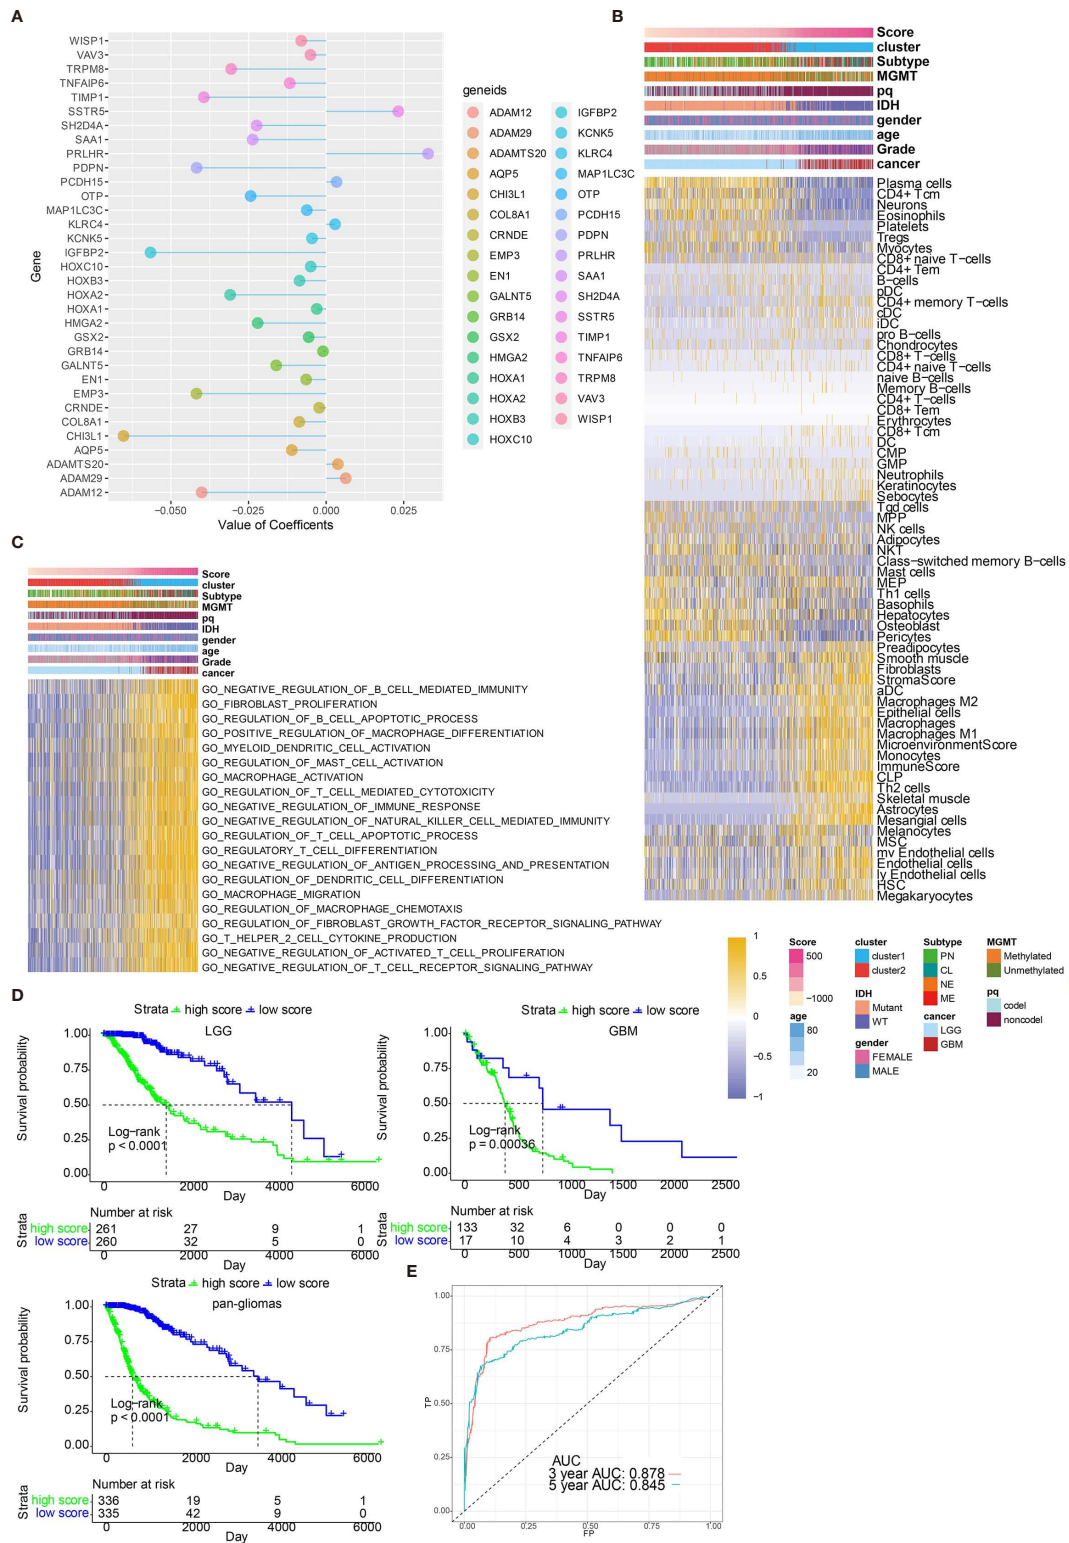 A
WISP1
VAV3
TRPM8
TNFAIP6
TIMP1
SSTR5
SH2D4A
SAA1
PRLHR
PDPN
PCDH15
OTP
MAP1LC3C
KLRC4
KCNK5
IGFBP2
HOXC10
HOXB3
HOXA2
HOXA1
HMGA2
GSX2
GRB14
GALNT5
EN1
EMP3
CRNDE
COL8A1
CHI3L1
AQP5
ADAMTS20
ADAM29
ADAM12
Gene
−0.050 −0.025 0.000 0.025
Value of Coefficents
geneids
ADAM12 IGFBP2
ADAM29 KCNK5
ADAMTS20 KLRC4
AQP5 MAP1LC3C
CHI3L1 OTP
COL8A1 PCDH15
CRNDE PDPN
EMP3 PRLHR
EN1 SAA1
GALNT5 SH2D4A
GRB14 SSTR5
GSX2 TIMP1
HMGA2 TNFAIP6
HOXA1 TRPM8
HOXA2 VAV3
HOXB3 WISP1
HOXC10
B
Score
cluster
Subtype
MGMT
pq
IDH
gender
age
Grade
cancer
Plasma cells
CD4+ Tcm
Neurons
Eosinophils
Platelets
Tregs
Myocytes
CD8+ naive T−cells
CD4+ Tem
B−cells
pDC
CD4+ memory T−cells
cDC
iDC
pro B−cells
Chondrocytes
CD8+ T−cells
CD4+ naive T−cells
naive B−cells
Memory B−cells
CD4+ T−cells
CD8+ Tem
Erythrocytes
CD8+ Tcm
DC
CMP
GMP
Neutrophils
Keratinocytes
Sebocytes
Tgd cells
MPP
NK cells
Adipocytes
NKT
Class−switched memory B−cells
Mast cells
MEP
Th1 cells
Basophils
Hepatocytes
Osteoblast
Pericytes
Preadipocytes
Smooth muscle
Fibroblasts
StromaScore
aDC
Macrophages M2
Epithelial cells
Macrophages
Macrophages M1
MicroenvironmentScore
Monocytes
ImmuneScore
CLP
Th2 cells
Skeletal muscle
Astrocytes
Mesangial cells
Melanocytes
MSC
mv Endothelial cells
Endothelial cells
ly Endothelial cells
HSC
Megakaryocytes
1
0.5
0
−0.5
−1
Score
500
−1000
age
80
20
cluster
cluster1
cluster2
IDH
Mutant
WT
gender
FEMALE
MALE
Subtype
PN
CL
NE
ME
cancer
LGG
GBM
MGMT
Methylated
Unmethylated
pq
codel
noncodel
C
Score
cluster
Subtype
MGMT
pq
IDH
gender
age
Grade
cancer
GO_NEGATIVE_REGULATION_OF_B_CELL_MEDIATED_IMMUNITY
GO_FIBROBLAST_PROLIFERATION
GO_REGULATION_OF_B_CELL_APOPTOTIC_PROCESS
GO_POSITIVE_REGULATION_OF_MACROPHAGE_DIFFERENTIATION
GO_MYELOID_DENDRITIC_CELL_ACTIVATION
GO_REGULATION_OF_MAST_CELL_ACTIVATION
GO_MACROPHAGE_ACTIVATION
GO_REGULATION_OF_T_CELL_MEDIATED_CYTOTOXICITY
GO_NEGATIVE_REGULATION_OF_IMMUNE_RESPONSE
GO_NEGATIVE_REGULATION_OF_NATURAL_KILLER_CELL_MEDIATED_IMMUNITY
GO_REGULATION_OF_T_CELL_APOPTOTIC_PROCESS
GO_REGULATORY_T_CELL_DIFFERENTIATION
GO_NEGATIVE_REGULATION_OF_ANTIGEN_PROCESSING_AND_PRESENTATION
GO_REGULATION_OF_DENDRITIC_CELL_DIFFERENTIATION
GO_MACROPHAGE_MIGRATION
GO_REGULATION_OF_MACROPHAGE_CHEMOTAXIS
GO_REGULATION_OF_FIBROBLAST_GROWTH_FACTOR_RECEPTOR_SIGNALING_PATHWAY
GO_T_HELPER_2_CELL_CYTOKINE_PRODUCTION
GO_NEGATIVE_REGULATION_OF_ACTIVATED_T_CELL_PROLIFERATION
GO_NEGATIVE_REGULATION_OF_T_CELL_RECEPTOR_SIGNALING_PATHWAY
D
Strata high score low score
LGG
Survival probability
1.00
0.75
0.50
0.25
0.00
Log−rank
p < 0.0001
0 2000 4000 6000
Day
Number at risk
Strata
high score 261 27 9 1
low score 260 32 5 0
0 2000 4000 6000
Day
Strata high score low score
GBM
Survival probability
1.00
0.75
0.50
0.25
0.00
Log−rank
p = 0.00036
0 500 1000 1500 2000 2500
Day
Number at risk
Strata
high score 133 32 6 0 0 0
low score 17 10 4 3 2 1
0 500 1000 1500 2000 2500
Day
Strata high score low score
pan-gliomas
Survival probability
1.00
0.75
0.50
0.25
0.00
Log−rank
p < 0.0001
0 2000 4000 6000
Day
Number at risk
Strata
high score 336 19 5 1
low score 335 42 9 0
0 2000 4000 6000
Day
E
TP
1.00
0.75
0.50
0.25
0.00
AUC
3 year AUC: 0.878
5 year AUC: 0.845
0.00 0.25 0.50 0.75 1.00
FP